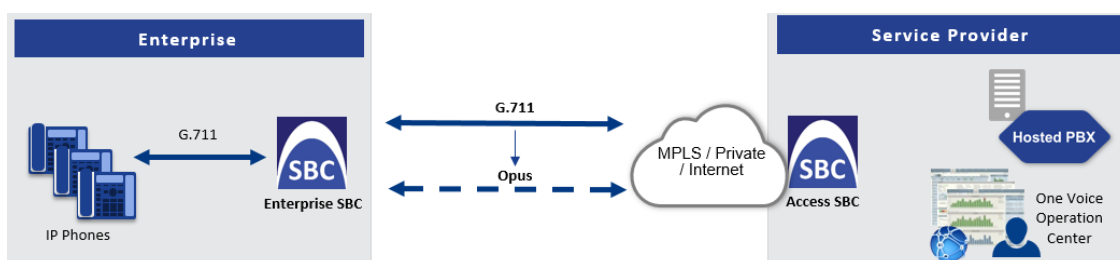 Enterprise
G.711
SBC
Enterprise SBC
IP Phones
G.711
Opus
MPLS / Private
/ Internet
Service Provider
SBC
Access SBC
Hosted PBX
One Voice
Operation
Center